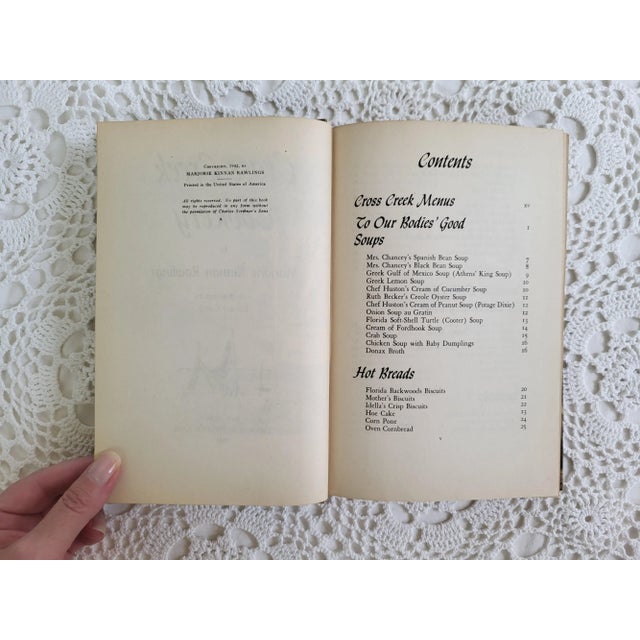 Copyright, 1942, by
MARJORIE KINNAN RAWLINGS
Printed in the United States of America
All rights reserved. No part of this book
may be reproduced in any form without
the permission of Charles Scribner's Sons
A
Contents
Cross Creek Menus xv
To Our Bodies' Good 1
Soups
Mrs. Chancey's Spanish Bean Soup 7
Mrs. Chancey's Black Bean Soup 8
Greek Gulf of Mexico Soup (Athens' King Soup) 9
Greek Lemon Soup 10
Chef Huston's Cream of Cucumber Soup 10
Ruth Becker's Creole Oyster Soup 11
Chef Huston's Cream of Peanut Soup (Potage Dixie) 11
Onion Soup au Gratin 12
Florida Soft-Shell Turtle (Cooter) Soup 13
Cream of Fordhook Soup 14
Crab Soup 15
Chicken Soup with Baby Dumplings 16
Donax Broth 16
Hot Breads
Florida Backwoods Biscuits 20
Mother's Biscuits 21
Idella's Crisp Biscuits 22
Hoe Cake 23
Corn Pone 24
Oven Cornbread 25
v